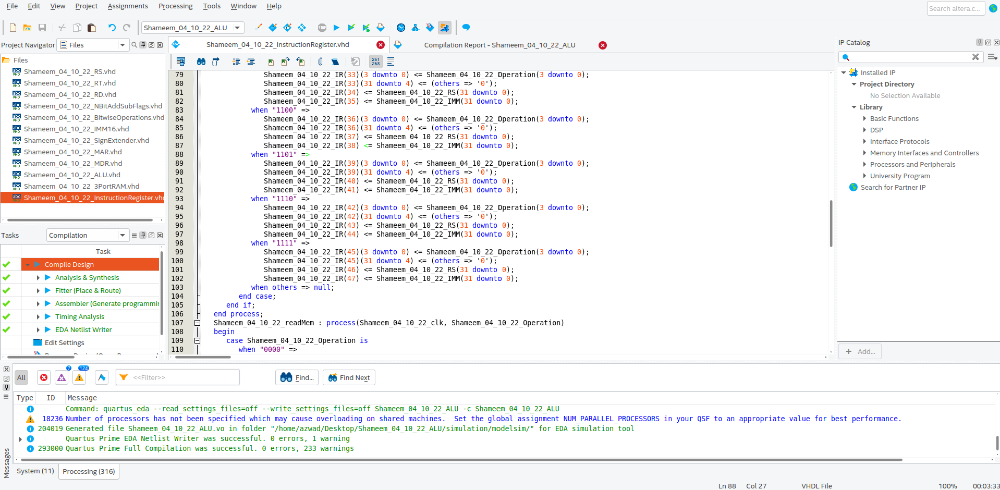 File Edit View Project Assignments Processing Tools Window Help
Search altera.c...
Shameem_04_10_22_ALU
Project Navigator Files
Files
Shameem_04_10_22_RS.vhd
Shameem_04_10_22_RT.vhd
Shameem_04_10_22_RD.vhd
Shameem_04_10_22_NBitAddSubFlags.vhd
Shameem_04_10_22_BitwiseOperations.vhd
Shameem_04_10_22_IMM16.vhd
Shameem_04_10_22_SignExtender.vhd
Shameem_04_10_22_MAR.vhd
Shameem_04_10_22_MDR.vhd
Shameem_04_10_22_ALU.vhd
Shameem_04_10_22_3PortRAM.vhd
Shameem_04_10_22_InstructionRegister.vhd
Tasks Compilation
Task
Compile Design
Analysis & Synthesis
Fitter (Place & Route)
Assembler (Generate programmin
Timing Analysis
EDA Netlist Writer
Edit Settings
Shameem_04_10_22_InstructionRegister.vhd
Compilation Report - Shameem_04_10_22_ALU
267
268
79 Shameem_04_10_22_IR(33)(3 downto 0) <= Shameem_04_10_22_Operation(3 downto 0);
80 Shameem_04_10_22_IR(33)(31 downto 4) <= (others => '0');
81 Shameem_04_10_22_IR(34) <= Shameem_04_10_22_RS(31 downto 0);
82 Shameem_04_10_22_IR(35) <= Shameem_04_10_22_IMM(31 downto 0);
83 when "1100" =>
84 Shameem_04_10_22_IR(36)(3 downto 0) <= Shameem_04_10_22_Operation(3 downto 0);
85 Shameem_04_10_22_IR(36)(31 downto 4) <= (others => '0');
86 Shameem_04_10_22_IR(37) <= Shameem_04_10_22_RS(31 downto 0);
87 Shameem_04_10_22_IR(38) <= Shameem_04_10_22_IMM(31 downto 0);
88 when "1101" =>
89 Shameem_04_10_22_IR(39)(3 downto 0) <= Shameem_04_10_22_Operation(3 downto 0);
90 Shameem_04_10_22_IR(39)(31 downto 4) <= (others => '0');
91 Shameem_04_10_22_IR(40) <= Shameem_04_10_22_RS(31 downto 0);
92 Shameem_04_10_22_IR(41) <= Shameem_04_10_22_IMM(31 downto 0);
93 when "1110" =>
94 Shameem_04_10_22_IR(42)(3 downto 0) <= Shameem_04_10_22_Operation(3 downto 0);
95 Shameem_04_10_22_IR(42)(31 downto 4) <= (others => '0');
96 Shameem_04_10_22_IR(43) <= Shameem_04_10_22_RS(31 downto 0);
97 Shameem_04_10_22_IR(44) <= Shameem_04_10_22_IMM(31 downto 0);
98 when "1111" =>
99 Shameem_04_10_22_IR(45)(3 downto 0) <= Shameem_04_10_22_Operation(3 downto 0);
100 Shameem_04_10_22_IR(45)(31 downto 4) <= (others => '0');
101 Shameem_04_10_22_IR(46) <= Shameem_04_10_22_RS(31 downto 0);
102 Shameem_04_10_22_IR(47) <= Shameem_04_10_22_IMM(31 downto 0);
103 when others => null;
104 end case;
105 end if;
106 end process;
107 Shameem_04_10_22_readMem : process(Shameem_04_10_22_clk, Shameem_04_10_22_Operation)
108 begin
109 case Shameem_04_10_22_Operation is
110 when "0000" =>
IP Catalog
Installed IP
Project Directory
No Selection Available
Library
Basic Functions
DSP
Interface Protocols
Memory Interfaces and Controllers
Processors and Peripherals
University Program
Search for Partner IP
+ Add...
All 7 124 <<Filter>> Find... Find Next
Type ID Message
Command: quartus_eda --read_settings_files=off --write_settings_files=off Shameem_04_10_22_ALU -c Shameem_04_10_22_ALU
18236 Number of processors has not been specified which may cause overloading on shared machines.  Set the global assignment NUM_PARALLEL_PROCESSORS in your QSF to an appropriate value for best performance.
204019 Generated file Shameem_04_10_22_ALU.vo in folder "/home/azwad/Desktop/Shameem_04_10_22_ALU/simulation/modelsim/" for EDA simulation tool
Quartus Prime EDA Netlist Writer was successful. 0 errors, 1 warning
293000 Quartus Prime Full Compilation was successful. 0 errors, 233 warnings
Messages
System (11) Processing (316)
Ln 88 Col 27 VHDL File 100% 00:03:33